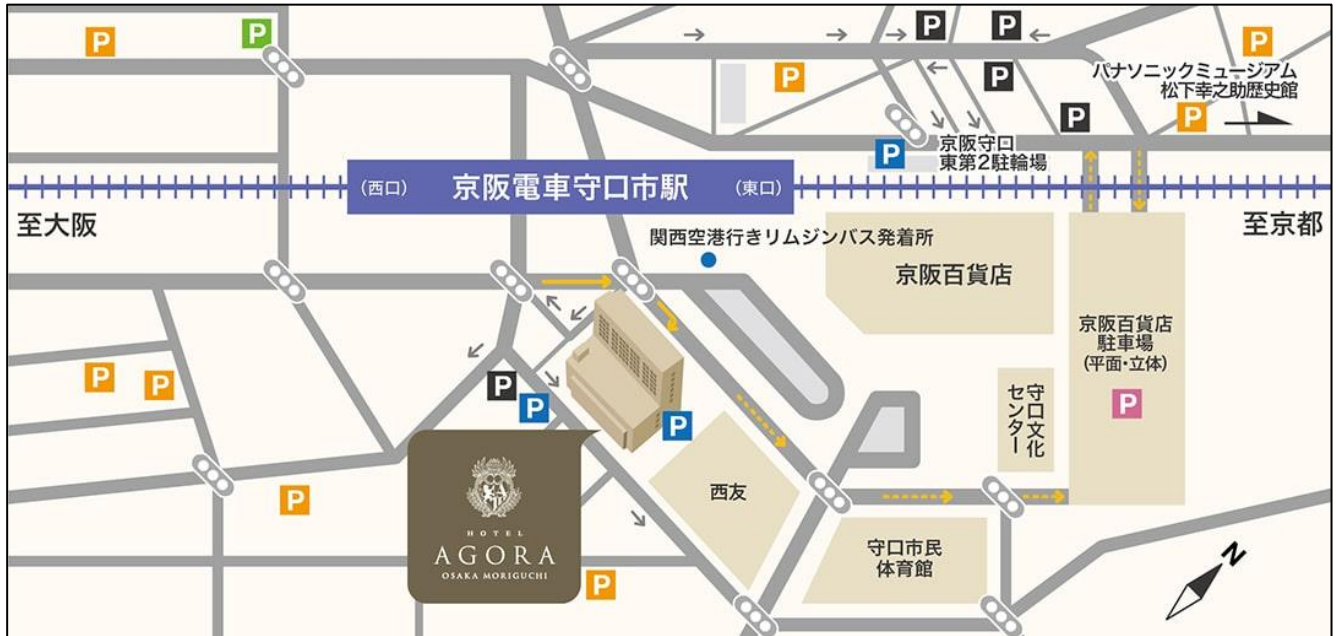 P
P
P
P
P
P
P
パナソニックミュージアム
松下幸之助歴史館
P
P
P
P
京阪守口
東第2駐輪場
(西口) 京阪電車守口市駅 (東口)
至大阪
至京都
関西空港行きリムジンバス発着所
京阪百貨店
京阪百貨店
駐車場
(平面・立体)
P
P
P
P
P
P
守口文化
センター
西友
P
HOTEL
AGORA
OSAKA MORIGUCHI
守口市民
体育館
P
N